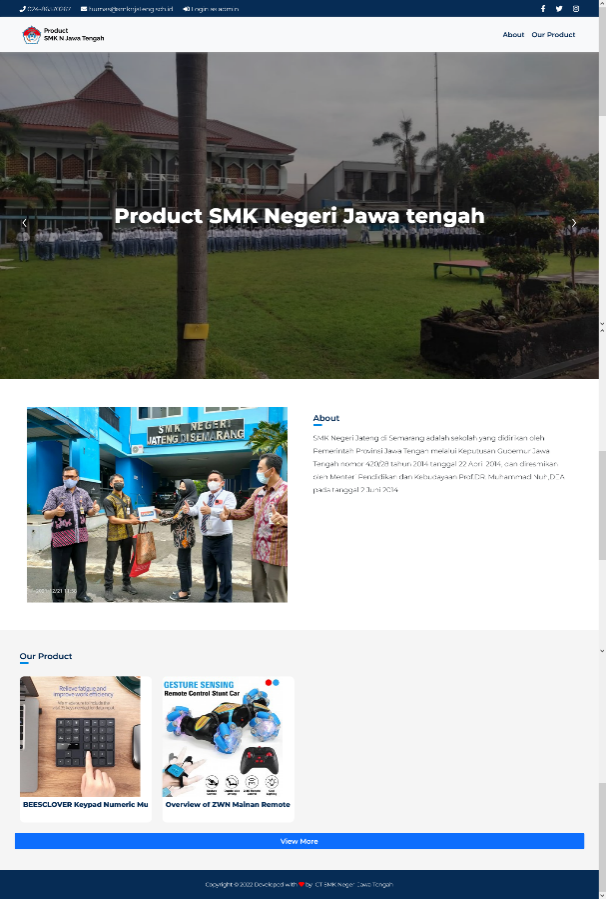 humas@smknjateng.sch.id Login as admin
Product
SMK N Jawa Tengah
About Our Product
Product SMK Negeri Jawa tengah
SMK NEGERI
JATENG DI SEMARANG
About
SMK Negeri Jateng di Semarang adalah sekolah yang didirikan oleh
Pemerintah Provinsi Jawa Tengah melalui Keputusan Gubernur Jawa
Tengah nomor 420/28 tahun 2014 tanggal 22 April 2014, dan diresmikan
oleh Menteri Pendidikan dan Kebudayaan Prof.DR. Muhammad Nuh,DEA
pada tanggal 2 Juni 2014
Our Product
Relieve fatigue and
improve work efficiency
GESTURE SENSING
Remote Control Stunt Car
BEESCLOVER Keypad Numeric Mu
Overview of ZWN Mainan Remote
View More
Copyright © 2022 Developed with ❤ by CT SMK Negeri Jawa Tengah